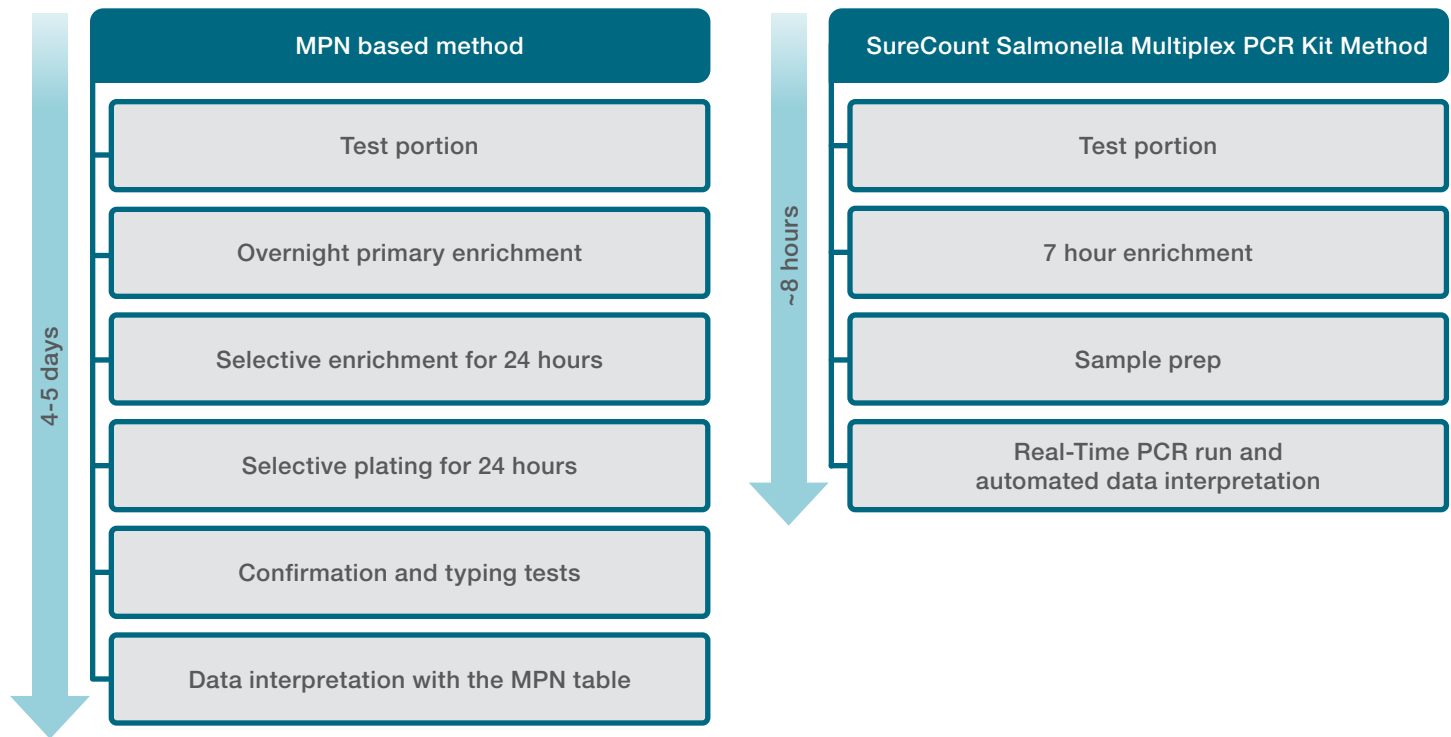 4-5 days
MPN based method
Test portion
Overnight primary enrichment
Selective enrichment for 24 hours
Selective plating for 24 hours
Confirmation and typing tests
Data interpretation with the MPN table
~8 hours
SureCount Salmonella Multiplex PCR Kit Method
Test portion
7 hour enrichment
Sample prep
Real-Time PCR run and
automated data interpretation